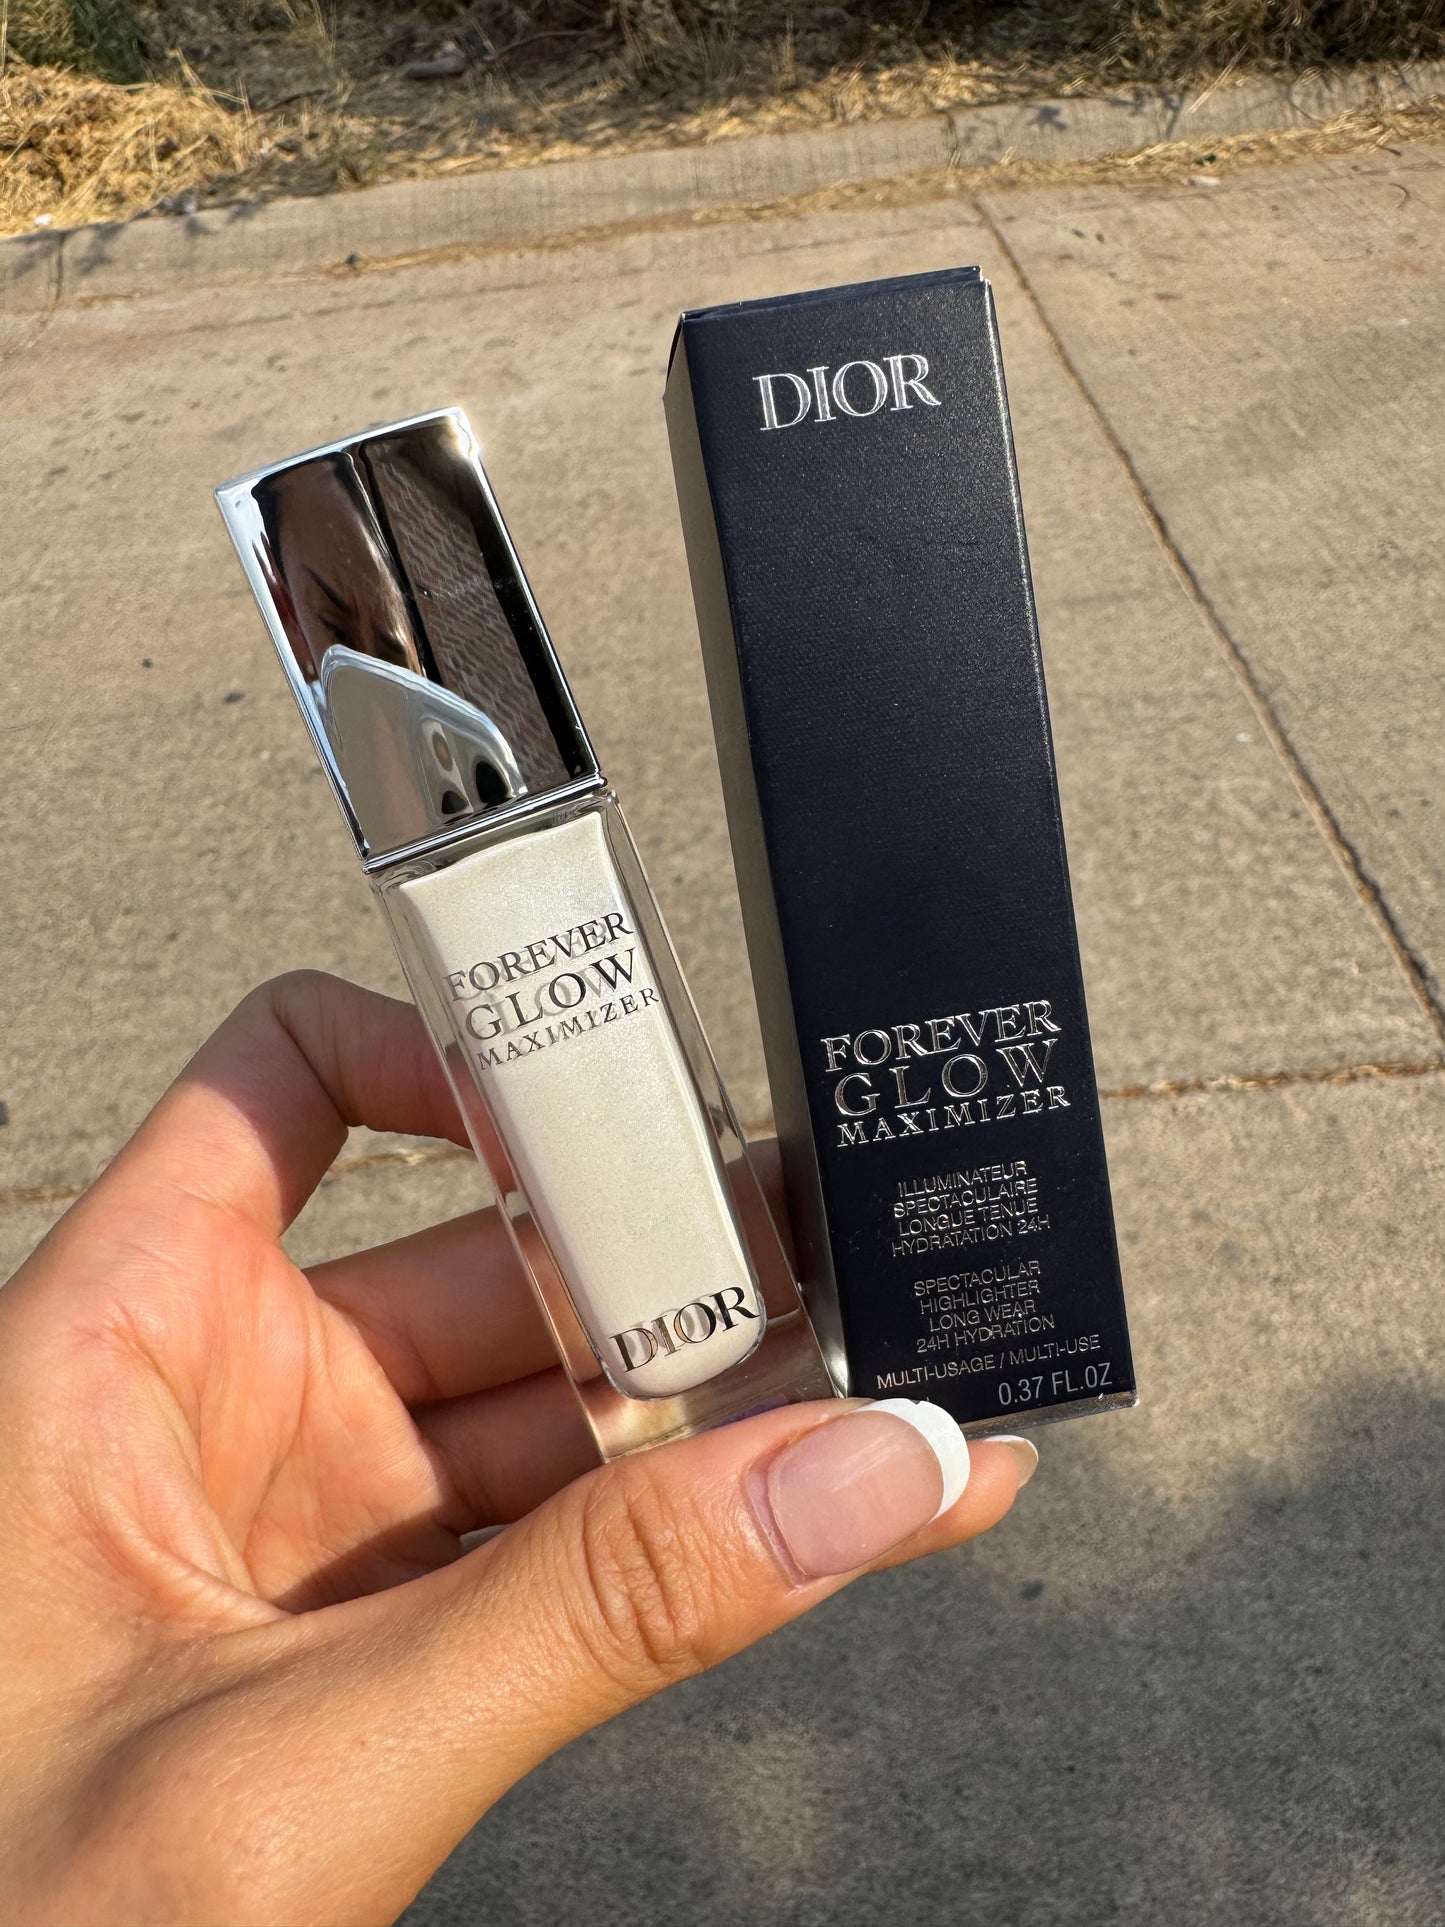 FOREVER
GLOW
MAXIMIZER
DIOR
DIOR
FOREVER
GLOW
MAXIMIZER
ILLUMINATEUR
SPECTACULAIRE
LONGUE TENUE
HYDRATATION 24H
SPECTACULAR
HIGHLIGHTER
LONG WEAR
24H HYDRATION
MULTI-USAGE / MULTI-USE
0.37 FL.OZ